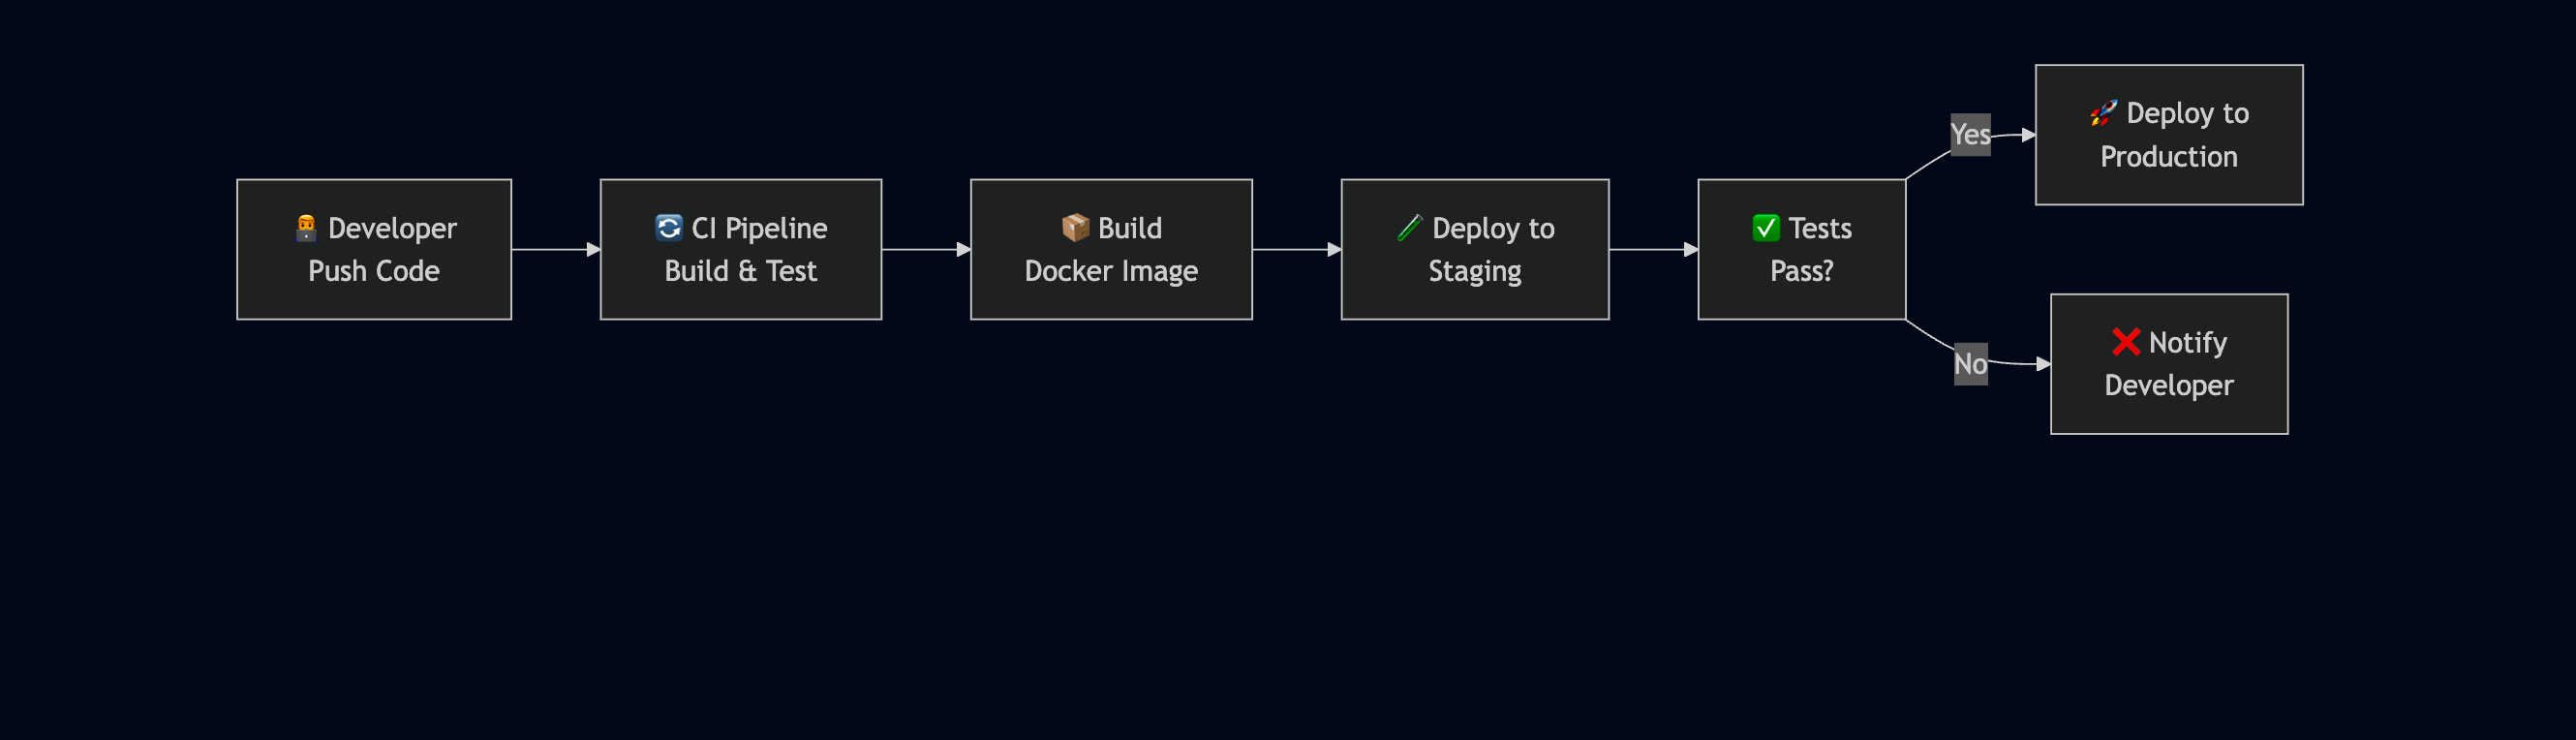 👨‍💻 Developer
Push Code
🔄 CI Pipeline
Build & Test
📦 Build
Docker Image
🧪 Deploy to
Staging
✅ Tests
Pass?
Yes
🚀 Deploy to
Production
No
❌ Notify
Developer